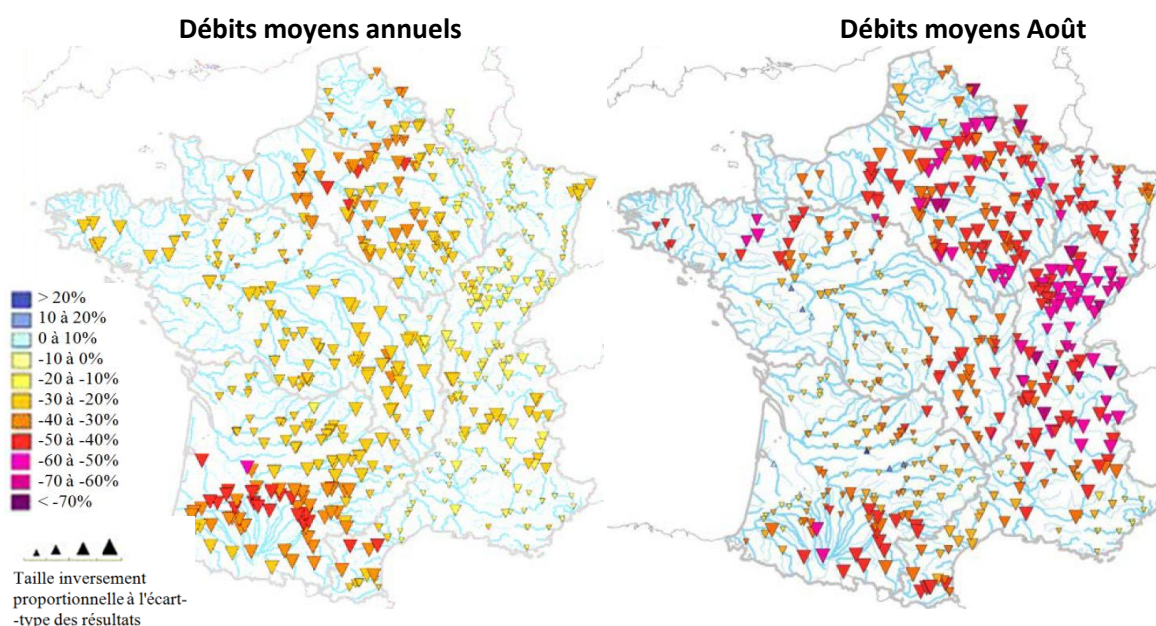 Débits moyens annuels
Débits moyens Août
> 20%
10 à 20%
0 à 10%
-10 à 0%
-20 à -10%
-30 à -20%
-40 à -30%
-50 à -40%
-60 à -50%
-70 à -60%
< -70%
Taille inversement
proportionnelle à l'écart-
-type des résultats